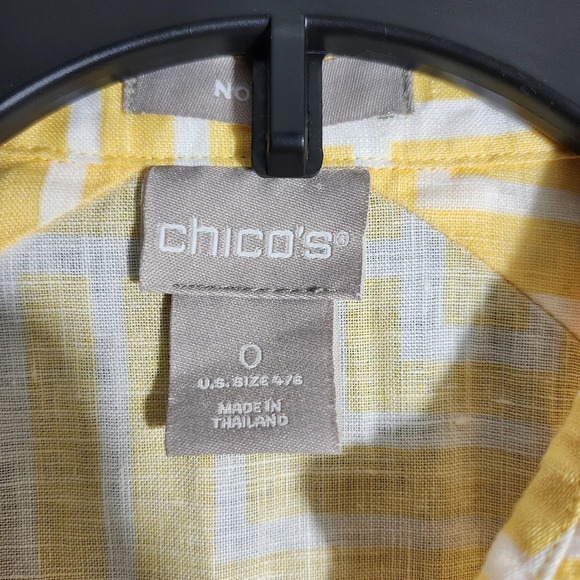 No
chico's®
0
U.S. SIZE 4/6
MADE IN
THAILAND